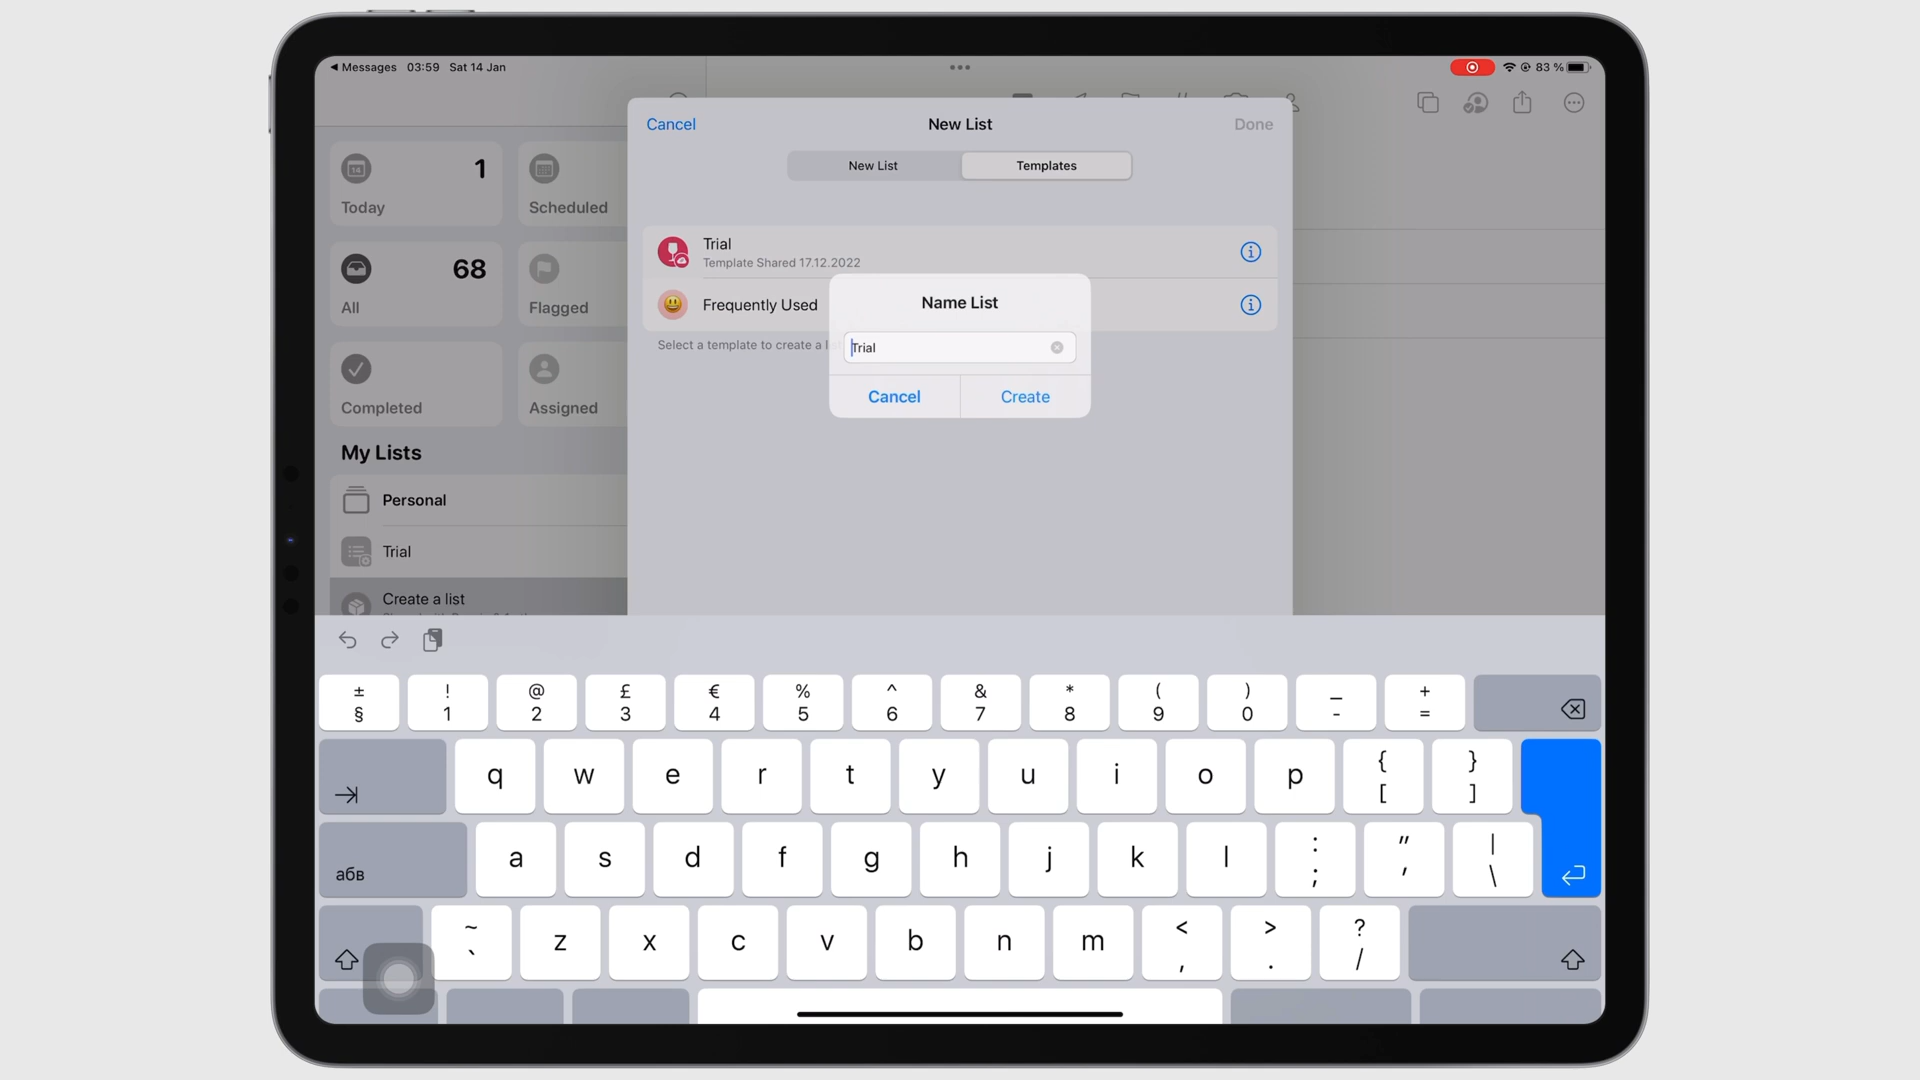 ◀ Messages 03:59 Sat 14 Jan
83 %
Cancel New List Done
New List Templates
14 1
Today
Scheduled
68
All
Flagged
Completed
Assigned
My Lists
Personal
Trial
Create a list
Trial
Template Shared 17.12.2022
Frequently Used
Select a template to create a l
Name List
Trial
Cancel Create
± ! @ £ € % ^ & * ( ) _ +
§ 1 2 3 4 5 6 7 8 9 0 - =
q w e r t y u i o p { }
[ ]
абв a s d f g h j k l : " |
; ' \
~ z x c v b n m < > ?
` , . /